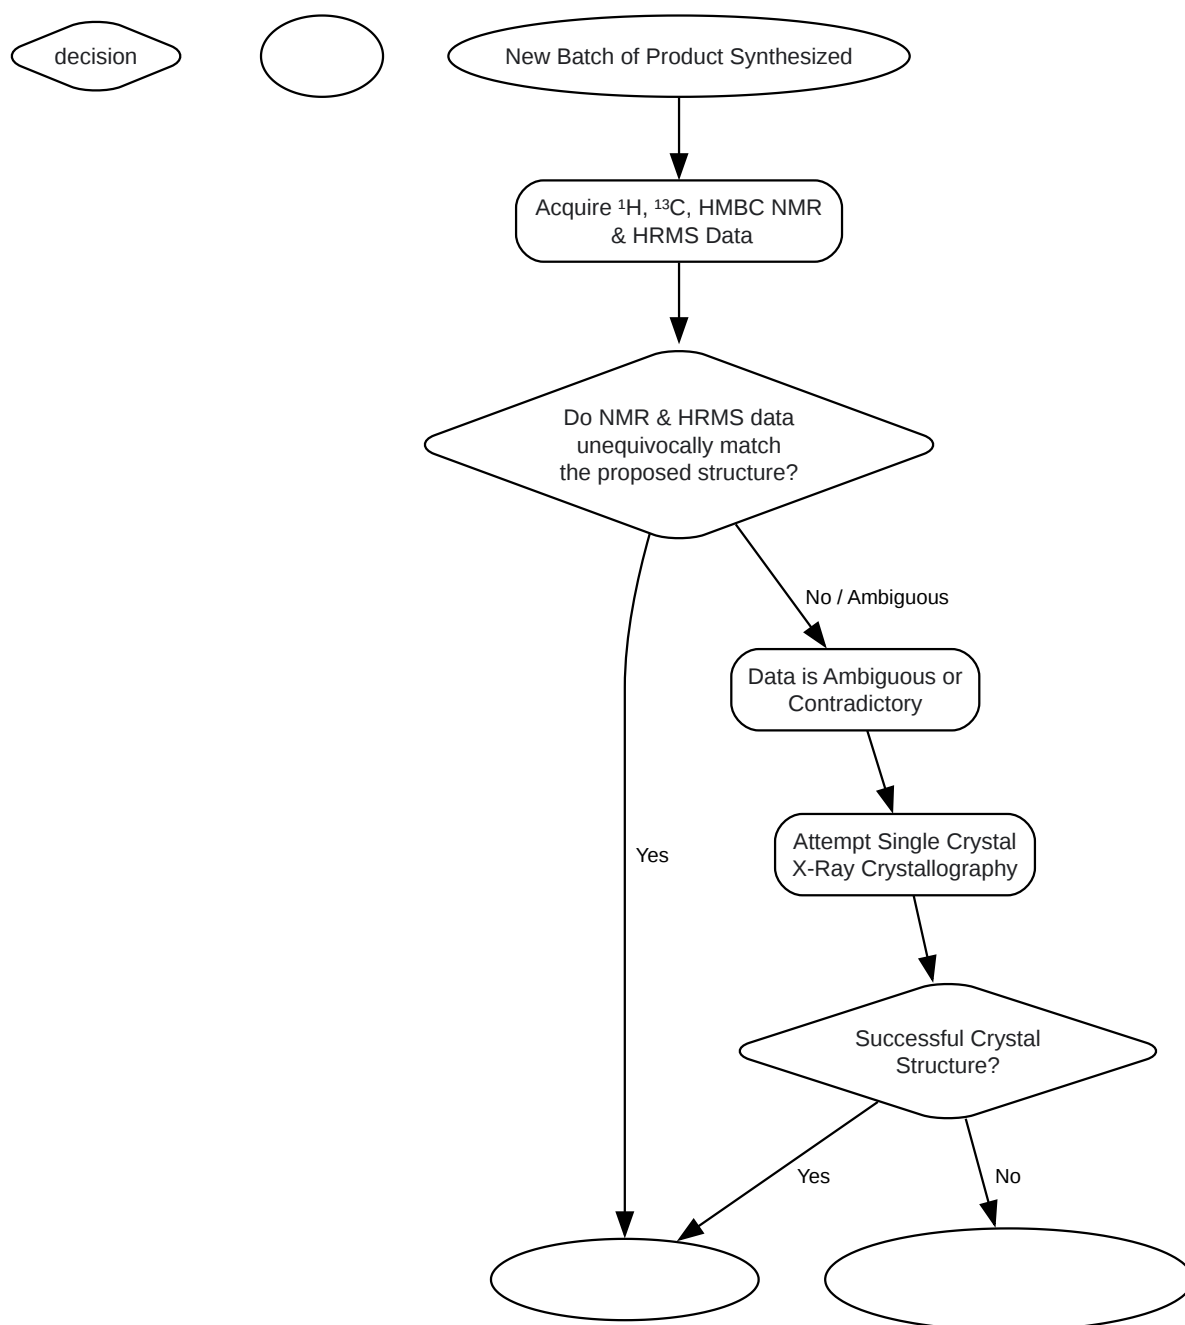 decision
New Batch of Product Synthesized
Acquire ¹H, ¹³C, HMBC NMR
& HRMS Data
Do NMR & HRMS data
unequivocally match
the proposed structure?
No / Ambiguous
Data is Ambiguous or
Contradictory
Yes
Attempt Single Crystal
X-Ray Crystallography
Successful Crystal
Structure?
Yes
No